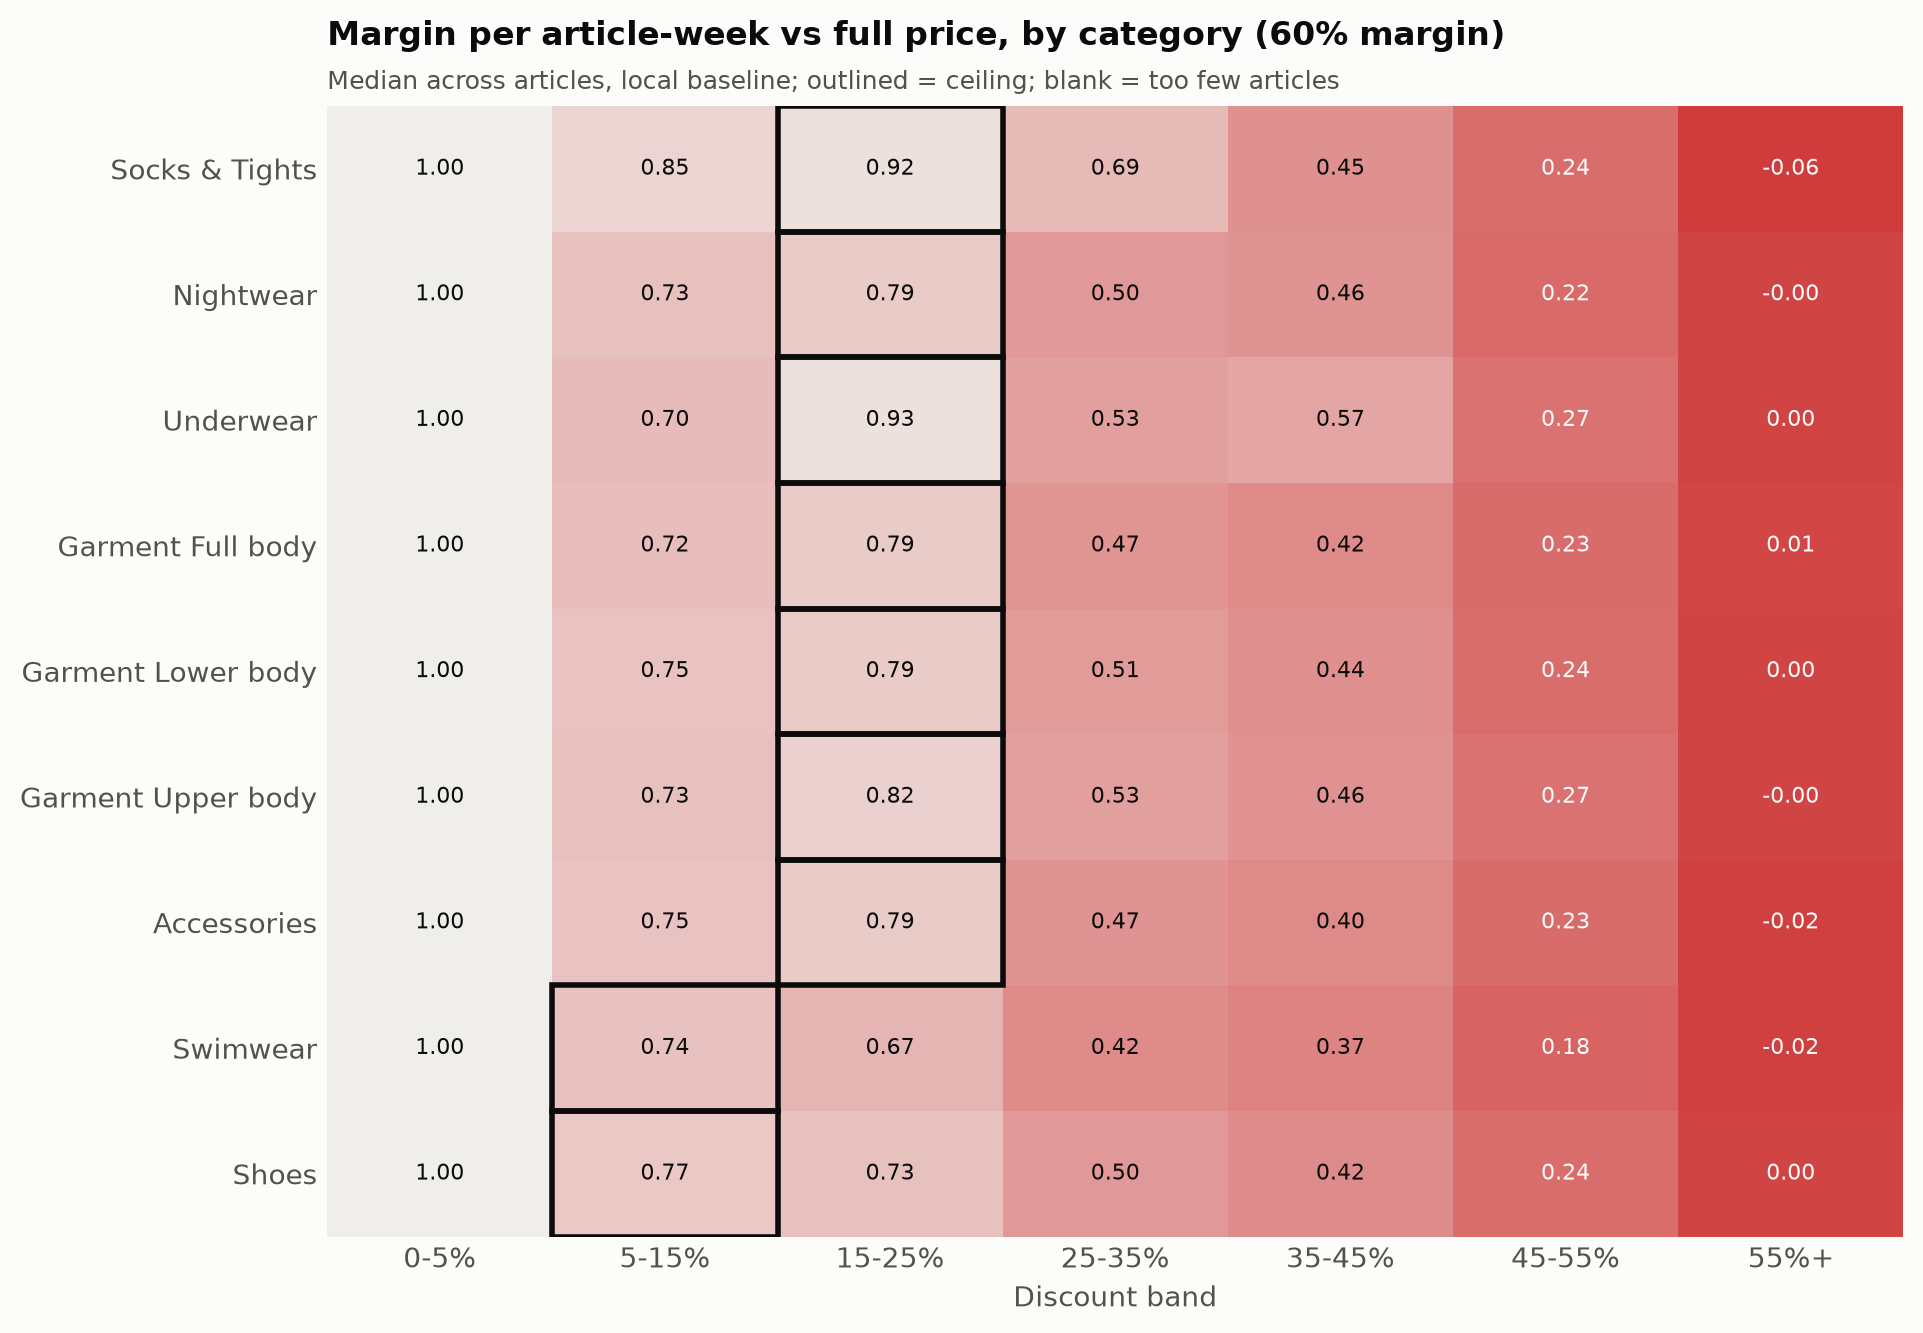 Margin per article-week vs full price, by category (60% margin)
Median across articles, local baseline; outlined = ceiling; blank = too few articles
Socks & Tights 1.00 0.85 0.92 0.69 0.45 0.24 -0.06
Nightwear 1.00 0.73 0.79 0.50 0.46 0.22 -0.00
Underwear 1.00 0.70 0.93 0.53 0.57 0.27 0.00
Garment Full body 1.00 0.72 0.79 0.47 0.42 0.23 0.01
Garment Lower body 1.00 0.75 0.79 0.51 0.44 0.24 0.00
Garment Upper body 1.00 0.73 0.82 0.53 0.46 0.27 -0.00
Accessories 1.00 0.75 0.79 0.47 0.40 0.23 -0.02
Swimwear 1.00 0.74 0.67 0.42 0.37 0.18 -0.02
Shoes 1.00 0.77 0.73 0.50 0.42 0.24 0.00
0-5% 5-15% 15-25% 25-35% 35-45% 45-55% 55%+
Discount band